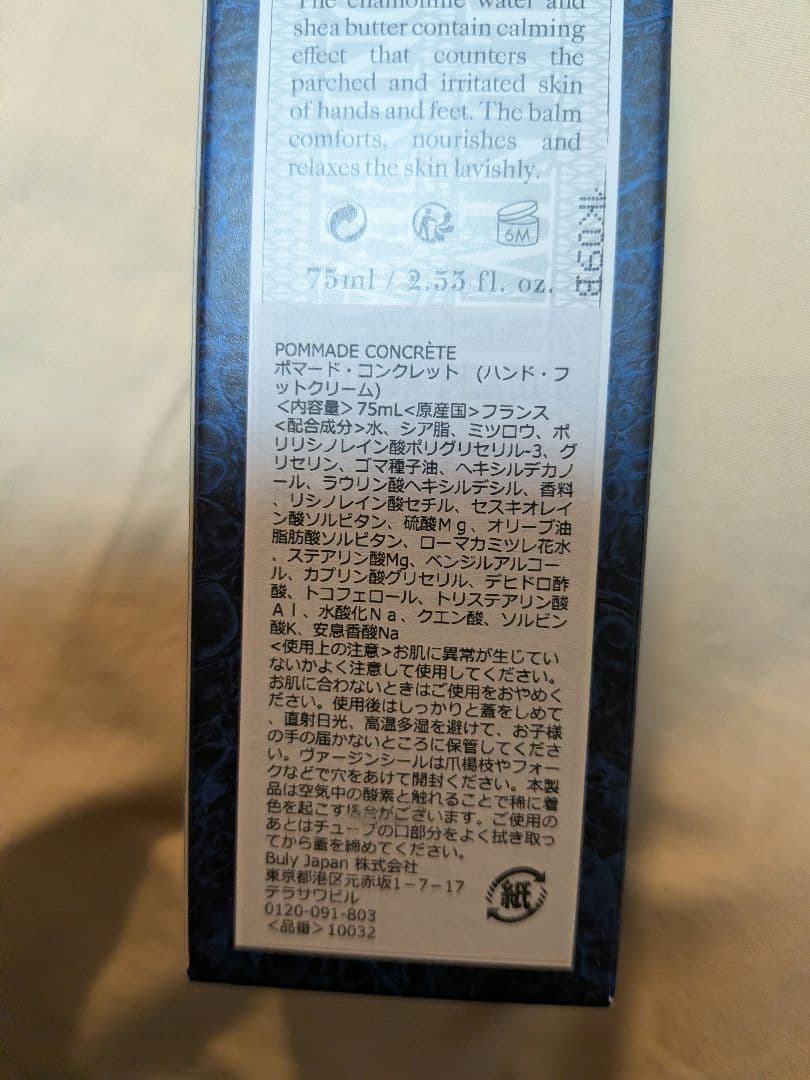 The chamomile water and
shea butter contain calming
effect that counters the
parched and irritated skin
of hands and feet. The balm
comforts, nourishes and
relaxes the skin lavishly.
6M
75ml / 2.53 fl. oz.
POMMADE CONCRÈTE
ポマード・コンクレット (ハンド・フ
ットクリーム)
<内容量>75mL<原産国>フランス
<配合成分>水、シア脂、ミツロウ、ポ
リリシノレイン酸ポリグリセリル-3、グ
リセリン、ゴマ種子油、ヘキシルデカノ
ール、ラウリン酸ヘキシルデシル、香料
、リシノレイン酸セチル、セスキオレイ
ン酸ソルビタン、硫酸Mg、オリーブ油
脂肪酸ソルビタン、ローマカミツレ花水
、ステアリン酸Mg、ベンジルアルコー
ル、カプリン酸グリセリル、デヒドロ酢
酸、トコフェロール、トリステアリン酸
Al、水酸化Na、クエン酸、ソルビン
酸K、安息香酸Na
<使用上の注意>お肌に異常が生じてい
ないかよく注意して使用してください。
お肌に合わないときはご使用をおやめく
ださい。使用後はしっかりと蓋をしめて
、直射日光、高温多湿を避けて、お子様
の手の届かないところに保管してくださ
い。ヴァージンシールは爪楊枝やフォー
クなどで穴をあけて開封ください。本製
品は空気中の酸素と触れることで稀に着
色を起こす場合がございます。ご使用の
あとはチューブの口部分をよく拭き取っ
てから蓋を締めてください。
Buly Japan 株式会社
東京都港区元赤坂1-7-17
テラサワビル
0120-091-803
<品番>10032
紙